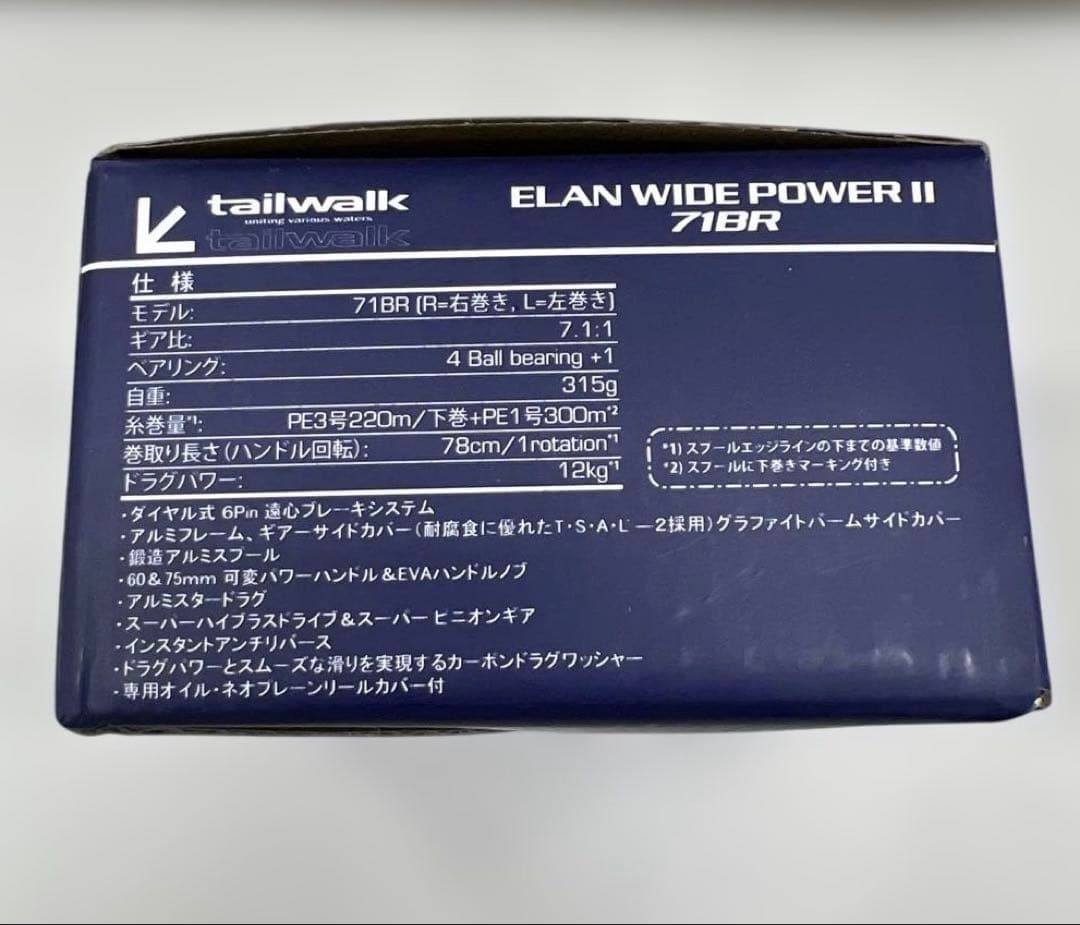 tailwalk
uniting various waters
tailwalk
ELAN WIDE POWER II
71BR
仕 様
モデル: 71BR (R=右巻き, L=左巻き)
ギア比: 7.1:1
ベアリング: 4 Ball bearing +1
自重: 315g
糸巻量*1: PE3号220m/下巻+PE1号300m*2
巻取り長さ(ハンドル回転): 78cm/1rotation*1
ドラグパワー: 12kg*1
*1) スプールエッジラインの下までの基準数値
*2) スプールに下巻きマーキング付き
・ダイヤル式 6Pin 遠心ブレーキシステム
・アルミフレーム、ギアーサイドカバー(耐腐食に優れたT・S・A・L－2採用)グラファイトパームサイドカバー
・鍛造アルミスプール
・60&75mm 可変パワーハンドル&EVAハンドルノブ
・アルミスタードラグ
・スーパーハイブラスドライブ&スーパーピニオンギア
・インスタントアンチリバース
・ドラグパワーとスムーズな滑りを実現するカーボンドラグワッシャー
・専用オイル・ネオプレーンリールカバー付